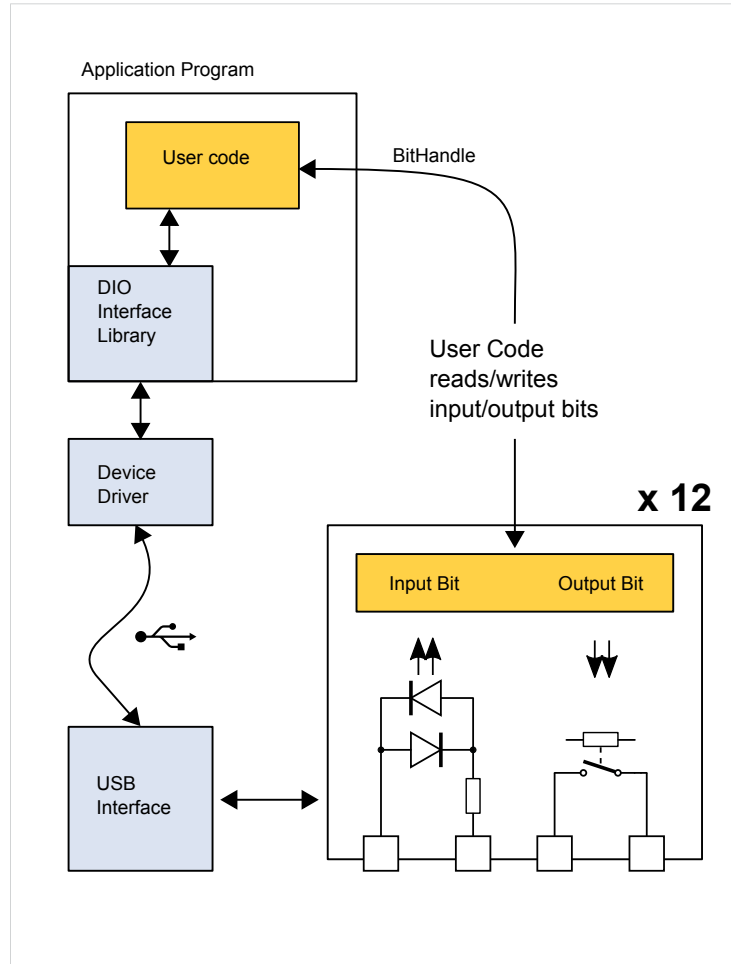 Application Program
User code
BitHandle
DIO
Interface
Library
User Code
reads/writes
input/output bits
Device
Driver
x 12
Input Bit
Output Bit
USB
Interface